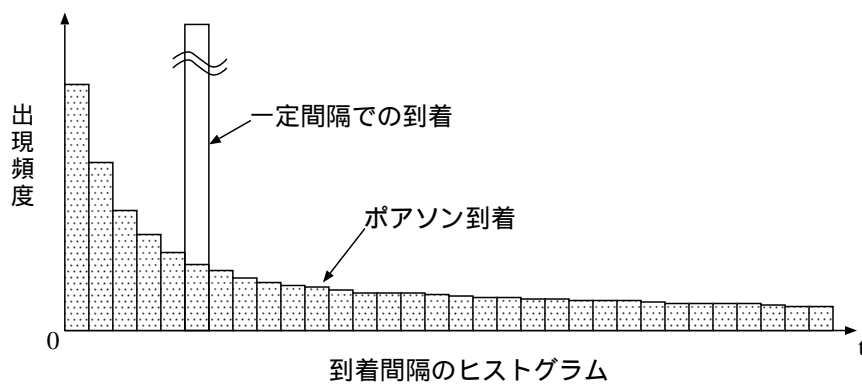 出現頻度
一定間隔での到着
ポアソン到着
0
t
到着間隔のヒストグラム